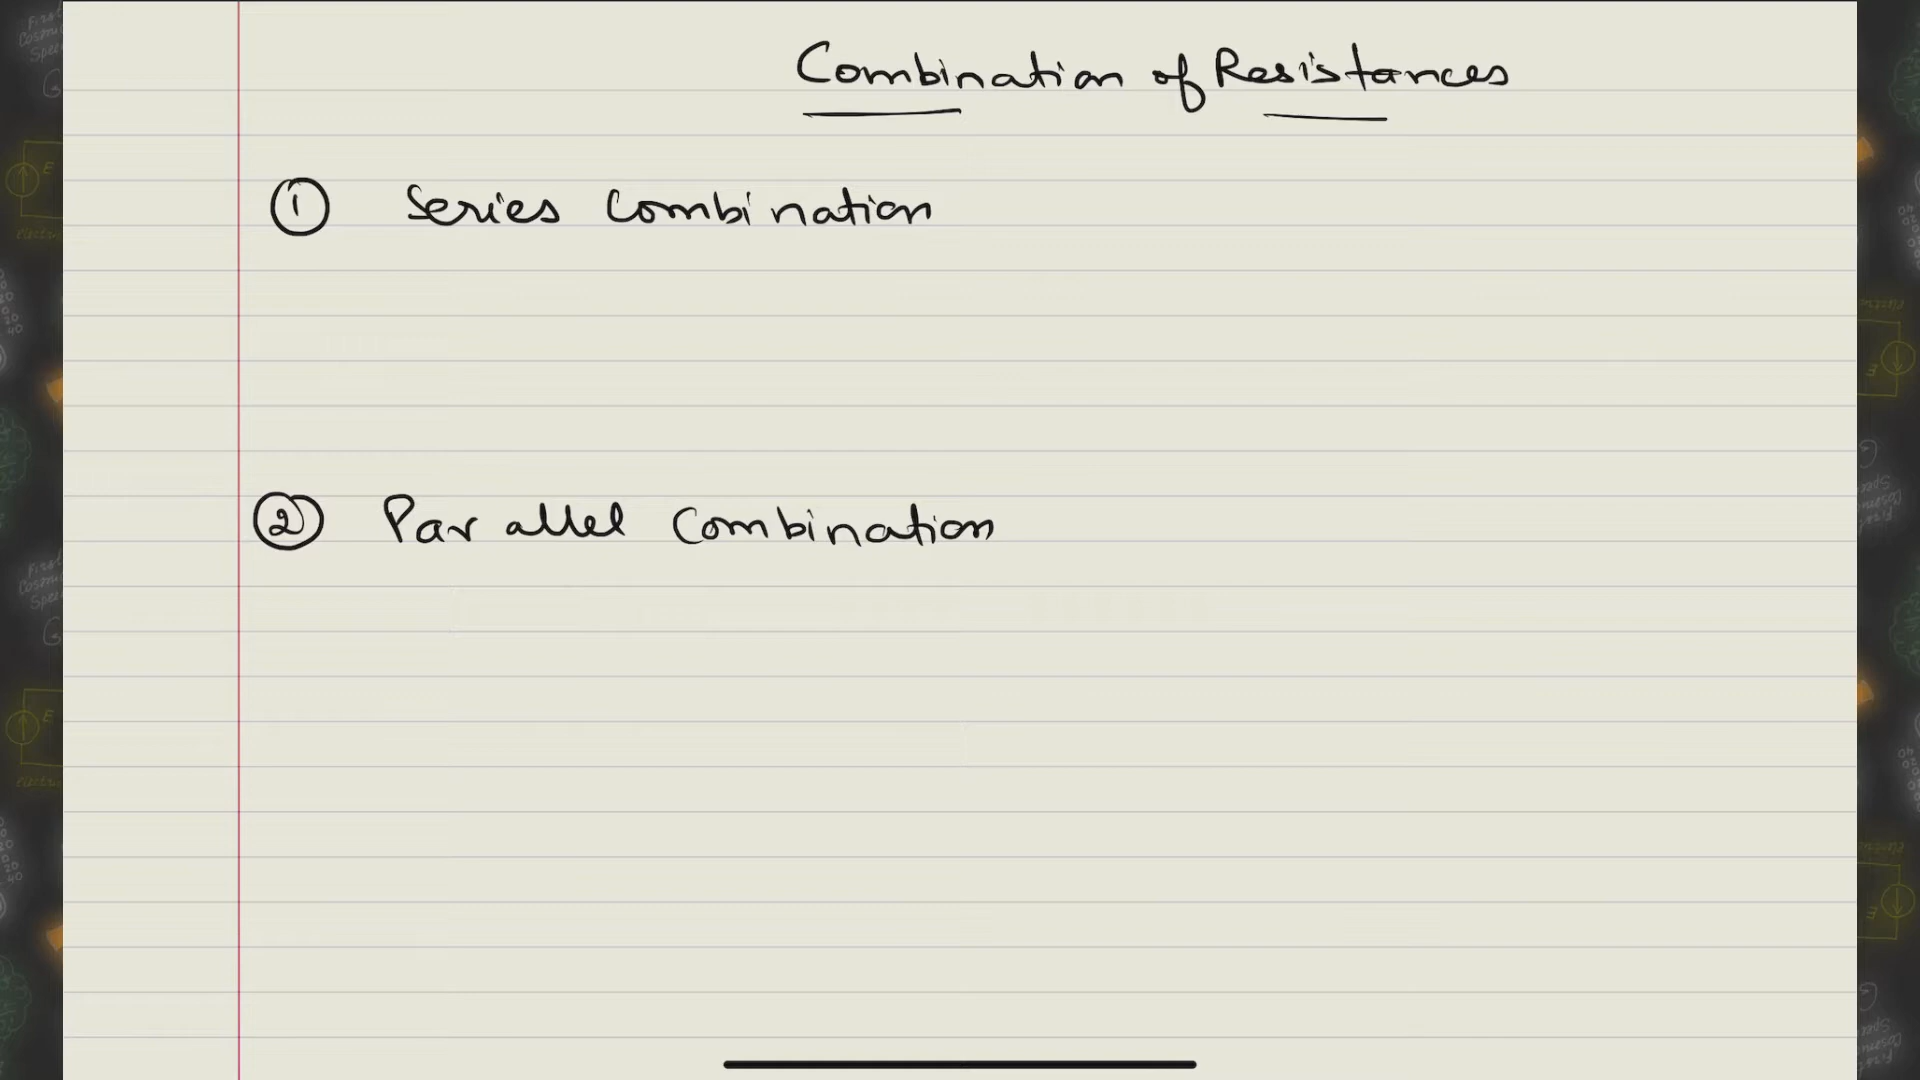 Combination of Resistances
① Series Combination
② Parallel Combination